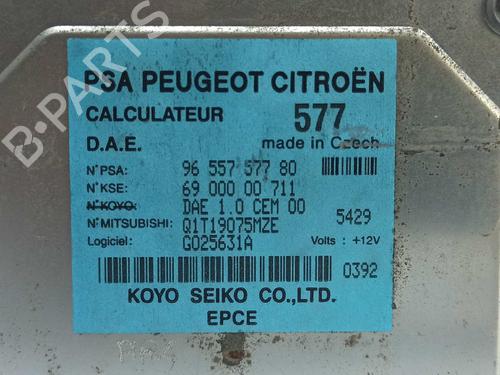 B-PARTS
PSA PEUGEOT CITROËN
CALCULATEUR 577
D.A.E. made in Czech
N°PSA: 96 557 577 80
N°KSE: 69 000 00 711
N°KOYO: DAE 1.0 CEM 00
N°MITSUBISHI: Q1T19075MZE 5429
Logiciel: G025631A Volts : +12V
0392
KOYO SEIKO CO.,LTD.
EPCE